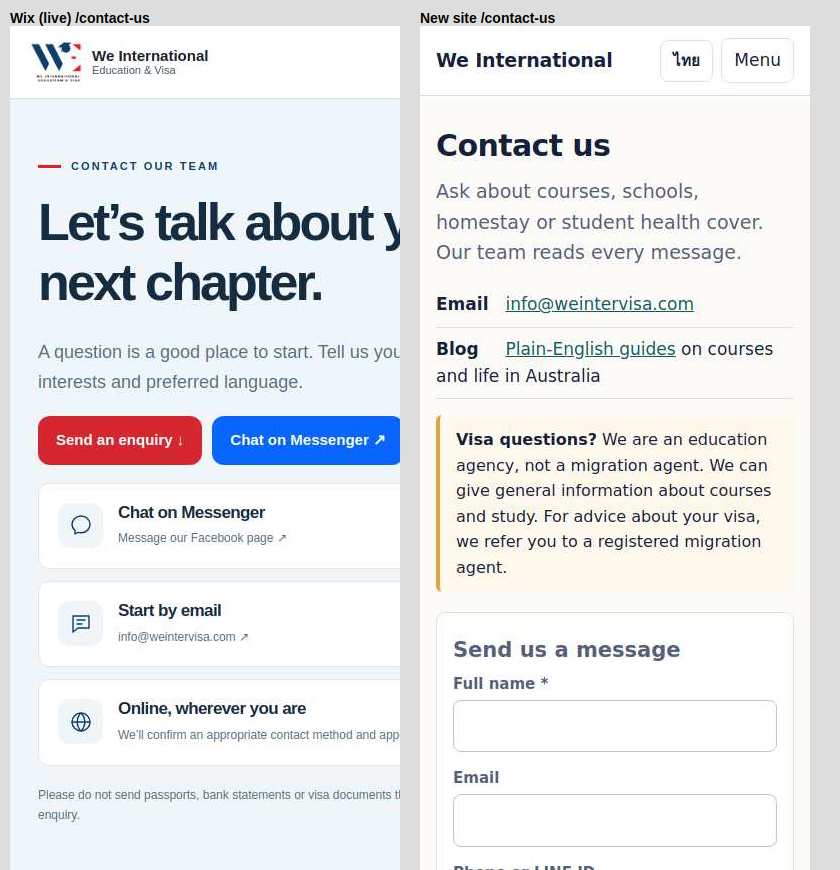 Wix (live) /contact-us
We International
Education & Visa
CONTACT OUR TEAM
Let’s talk about y
next chapter.
A question is a good place to start. Tell us you
interests and preferred language.
Send an enquiry ↓
Chat on Messenger ↗
Chat on Messenger
Message our Facebook page ↗
Start by email
info@weintervisa.com ↗
Online, wherever you are
We’ll confirm an appropriate contact method and app
Please do not send passports, bank statements or visa documents th
enquiry.
New site /contact-us
We International
ไทย
Menu
Contact us
Ask about courses, schools,
homestay or student health cover.
Our team reads every message.
Email info@weintervisa.com
Blog Plain-English guides on courses
and life in Australia
Visa questions? We are an education
agency, not a migration agent. We can
give general information about courses
and study. For advice about your visa,
we refer you to a registered migration
agent.
Send us a message
Full name *
Email
Phone or LINE ID